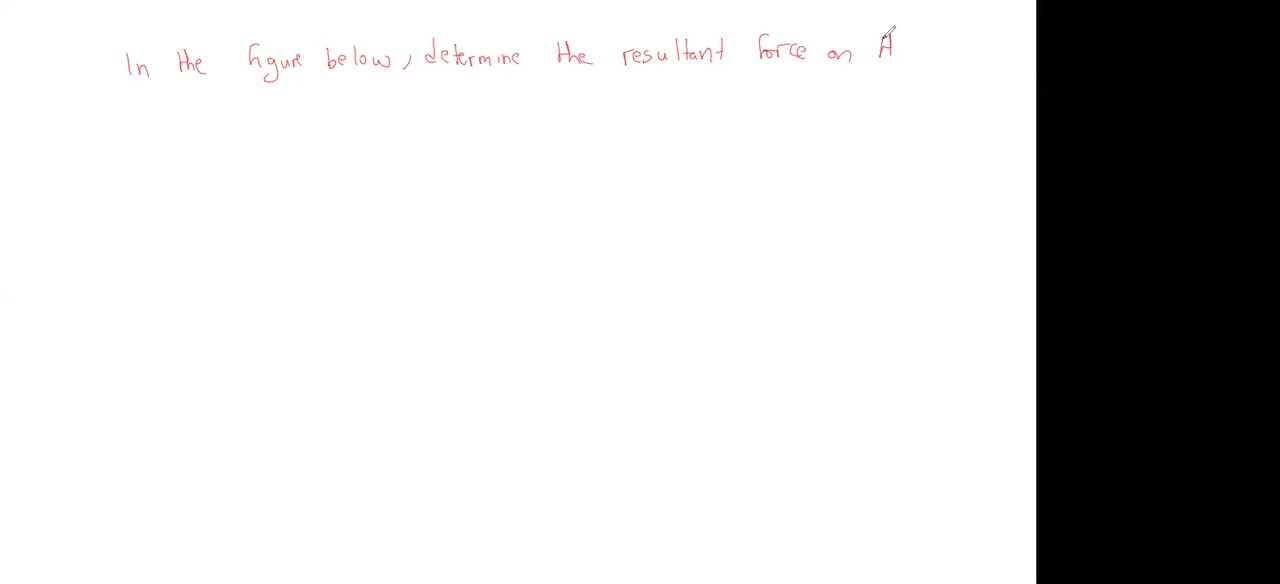 In the figure below, determine the resultant force on A